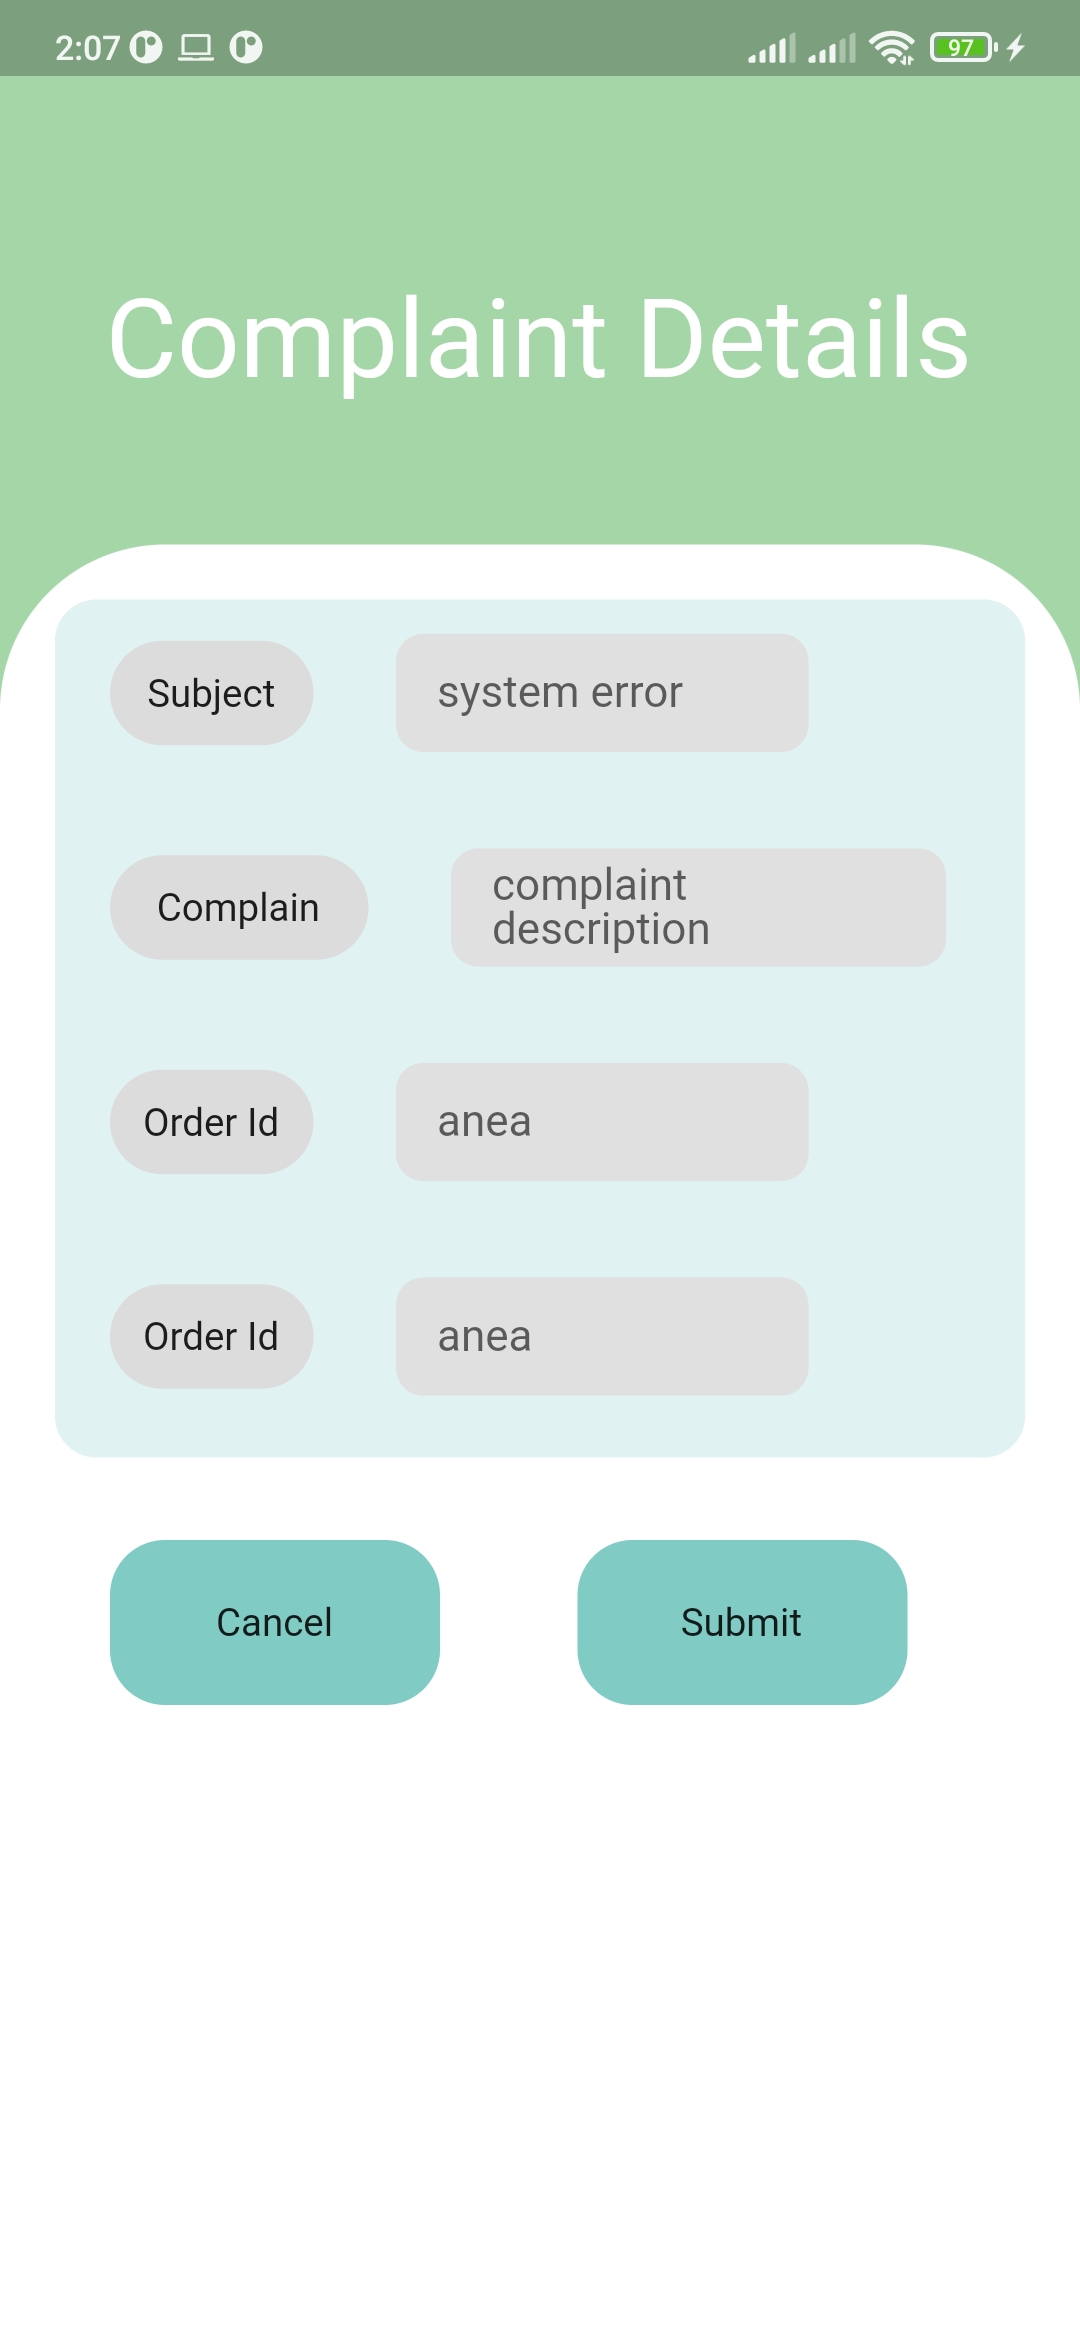 2:07
97
Complaint Details
Subject
system error
Complain
complaint
description
Order Id
anea
Order Id
anea
Cancel
Submit